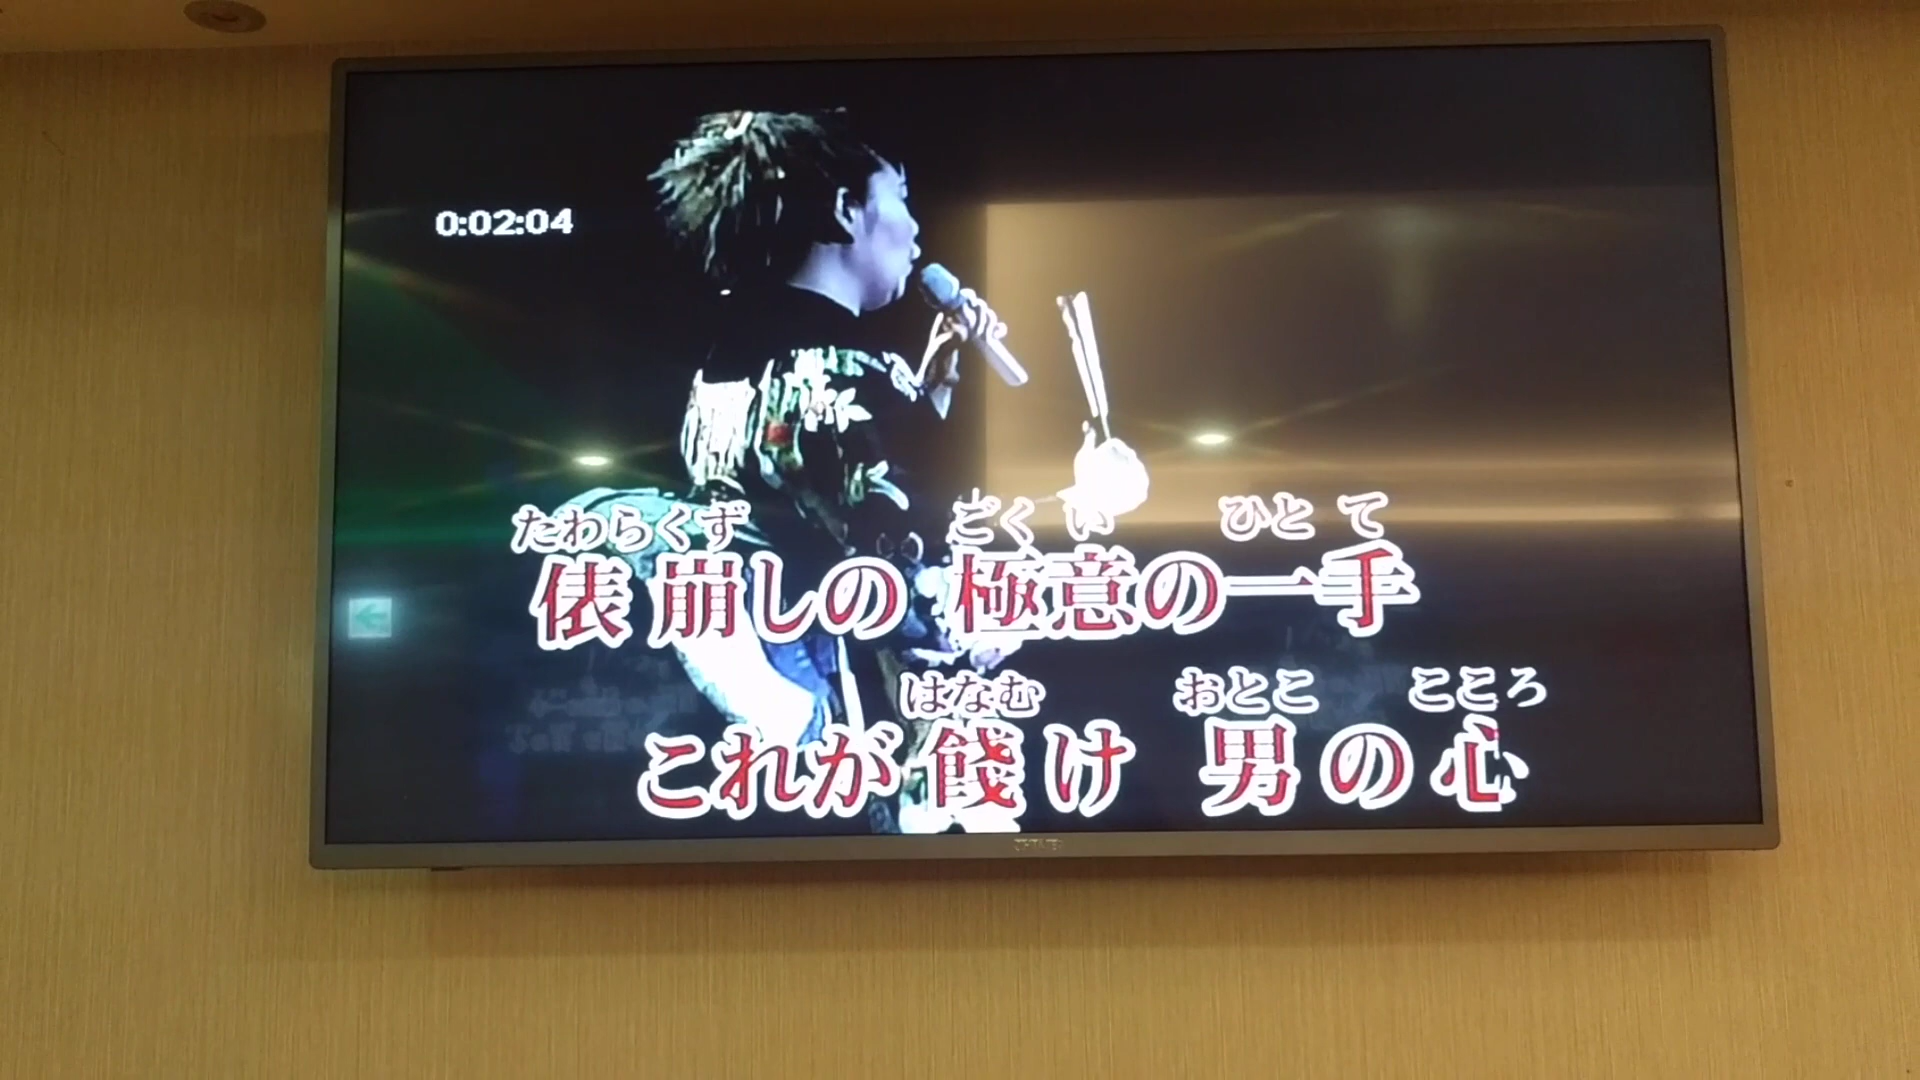 0:02:04
たわらくず ごくい ひとて
俵崩しの 極意の一手
はなむ おとこ こころ
これが餞け 男の心